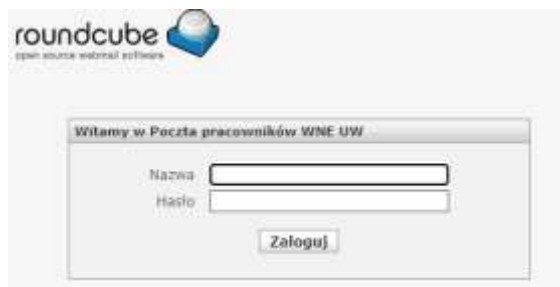 roundcube
open source webmail software
Witamy w Poczta pracowników WNE UW
Nazwa
Hasło
Zaloguj